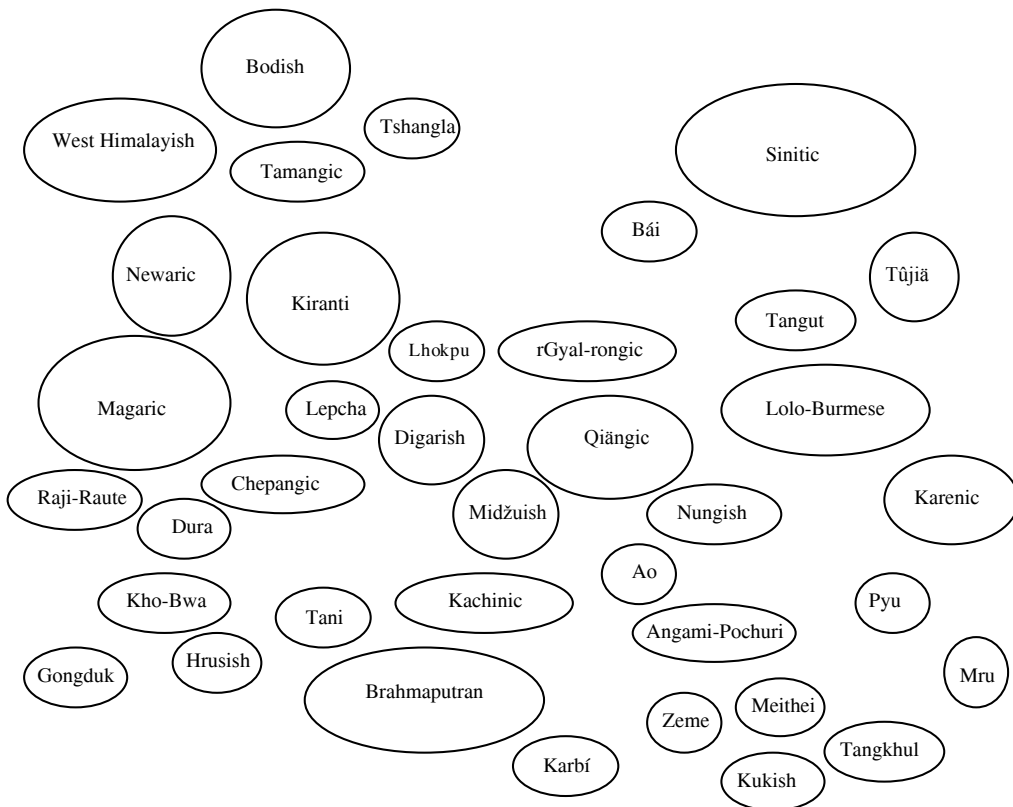 Bodish
Tshangla
West Himalayish
Sinitic
Tamangic
Bái
Newaric
Tûjiä
Kiranti
Tangut
Lhokpu
rGyal-rongic
Magaric
Lepcha
Lolo-Burmese
Digarish
Qiängic
Chepangic
Raji-Raute
Karenic
Midžuish
Nungish
Dura
Ao
Kho-Bwa
Tani
Kachinic
Pyu
Angami-Pochuri
Hrusish
Gongduk
Mru
Brahmaputran
Meithei
Zeme
Tangkhul
Karbí
Kukish